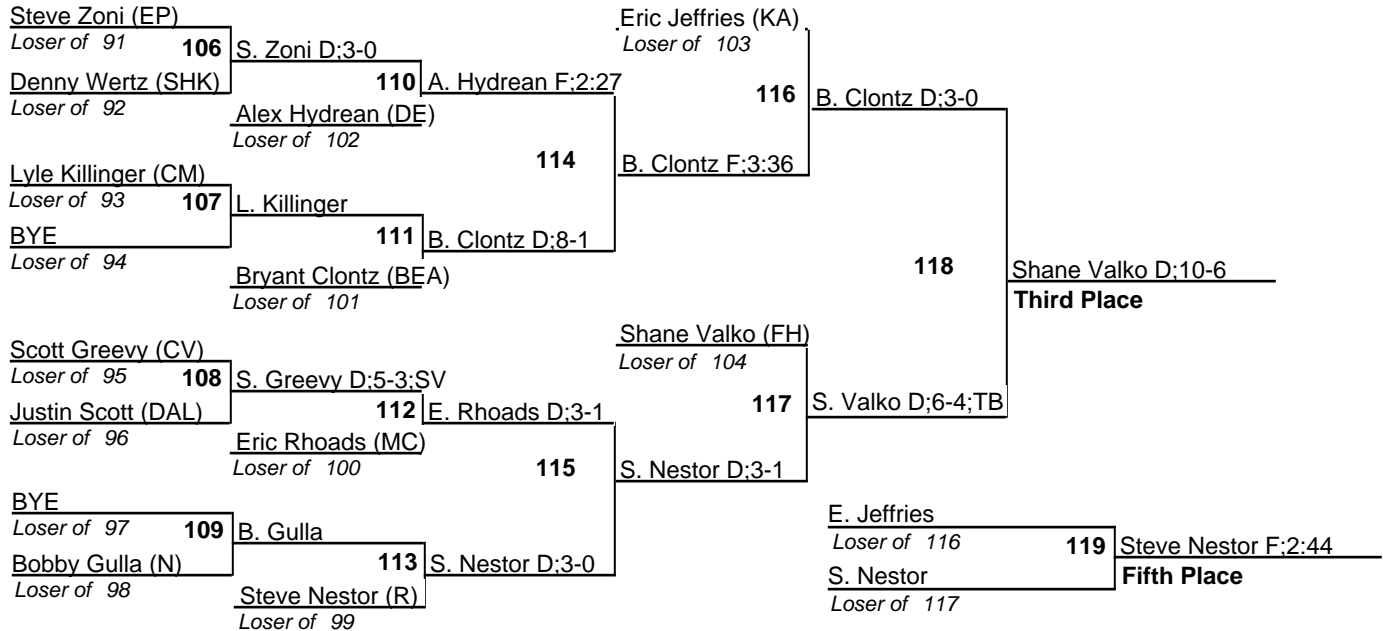 Steve Zoni (EP)
Loser of 91
106
S. Zoni D;3-0
Denny Wertz (SHK)
Loser of 92
110
A. Hydrean F;2:27
Alex Hydrean (DE)
Loser of 102
Lyle Killinger (CM)
Loser of 93
107
L. Killinger
BYE
Loser of 94
111
B. Clontz D;8-1
Bryant Clontz (BEA)
Loser of 101
114
B. Clontz F;3:36
Eric Jeffries (KA)
Loser of 103
116
B. Clontz D;3-0
Scott Greevy (CV)
Loser of 95
108
S. Greevy D;5-3;SV
Justin Scott (DAL)
Loser of 96
112
E. Rhoads D;3-1
Eric Rhoads (MC)
Loser of 100
BYE
Loser of 97
109
B. Gulla
Bobby Gulla (N)
Loser of 98
113
S. Nestor D;3-0
Steve Nestor (R)
Loser of 99
115
S. Nestor D;3-1
Shane Valko (FH)
Loser of 104
117
S. Valko D;6-4;TB
118
Shane Valko D;10-6
Third Place
E. Jeffries
Loser of 116
119
Steve Nestor F;2:44
S. Nestor
Fifth Place
Loser of 117